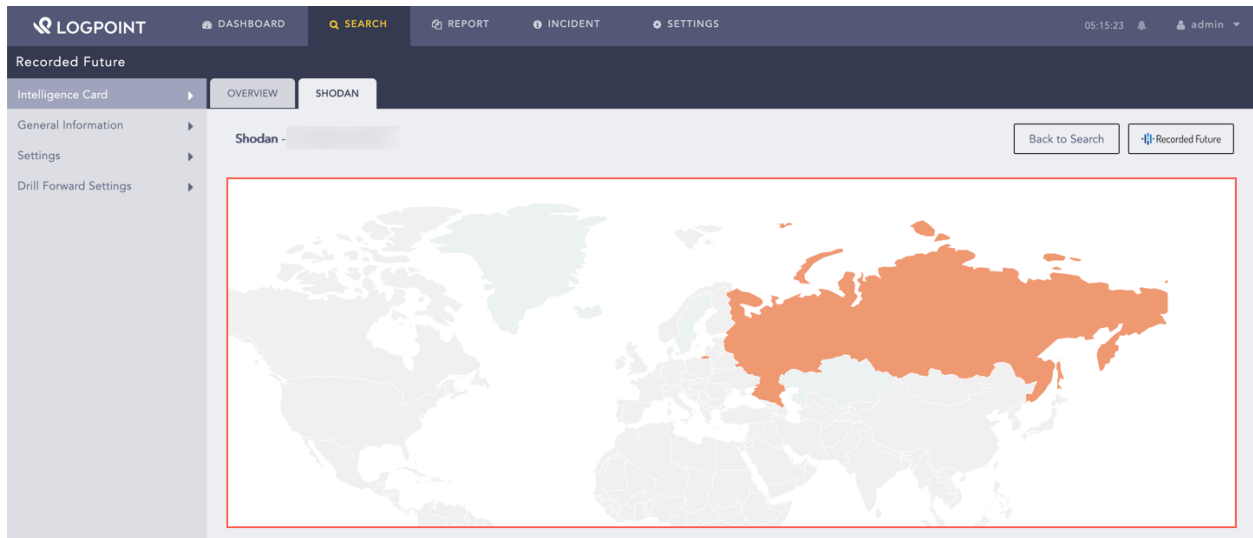 LOGPOINT DASHBOARD SEARCH REPORT INCIDENT SETTINGS 05:15:23 admin
Recorded Future
Intelligence Card OVERVIEW SHODAN
General Information
Shodan - Back to Search Recorded Future
Settings
Drill Forward Settings